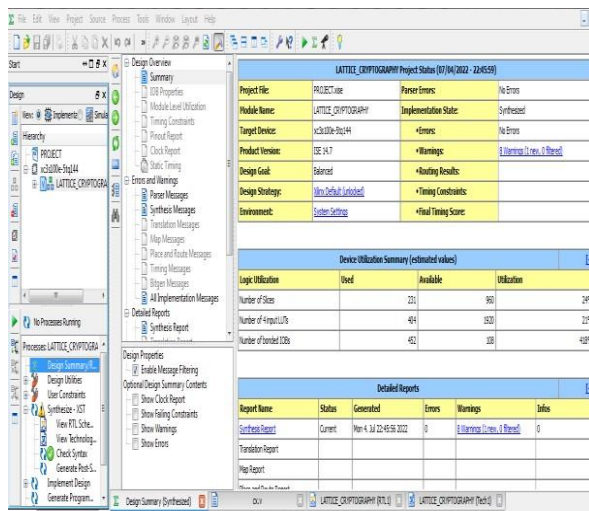 File Edit View Project Source Process Tools Window Layout Help
Start
Design
View: Implementa Simula
Hierarchy
PROJECT
xc3s100e-5tq144
LATTICE_CRYPTOGRA
No Processes Running
Processes: LATTICE_CRYPTOGRA
Design Summary/R...
Design Utilities
User Constraints
Synthesize - XST
View RTL Sche...
View Technolog...
Check Syntax
Generate Post-S...
Implement Design
Generate Program...
Design Overview
Summary
IOB Properties
Module Level Utilization
Timing Constraints
Pinout Report
Clock Report
Static Timing
Errors and Warnings
Parser Messages
Synthesis Messages
Translation Messages
Map Messages
Place and Route Messages
Timing Messages
Bitgen Messages
All Implementation Messages
Detailed Reports
Synthesis Report
Design Properties
Enable Message Filtering
Optional Design Summary Contents
Show Clock Report
Show Failing Constraints
Show Warnings
Show Errors
LATTICE_CRYPTOGRAPHY Project Status (07/04/2022 - 22:45:59)
Project File: PROJECT.xise Parser Errors: No Errors
Module Name: LATTICE_CRYPTOGRAPHY Implementation State: Synthesized
Target Device: xc3s100e-5tq144 •Errors: No Errors
Product Version: ISE 14.7 •Warnings: 8 Warnings (1 new, 0 filtered)
Design Goal: Balanced •Routing Results:
Design Strategy: Xilinx Default (unlocked) •Timing Constraints:
Environment: System Settings •Final Timing Score:
Device Utilization Summary (estimated values)
Logic Utilization Used Available Utilization
Number of Slices 231 960 24%
Number of 4 input LUTs 404 1920 21%
Number of bonded IOBs 452 108 418%
Detailed Reports
Report Name Status Generated Errors Warnings Infos
Synthesis Report Current Mon 4. Jul 22:45:56 2022 0 8 Warnings (1 new, 0 filtered) 0
Translation Report
Map Report
Place and Route Report
Design Summary (Synthesized)
LATTICE_CRYPTOGRAPHY (RTL1)
LATTICE_CRYPTOGRAPHY (Tech1)